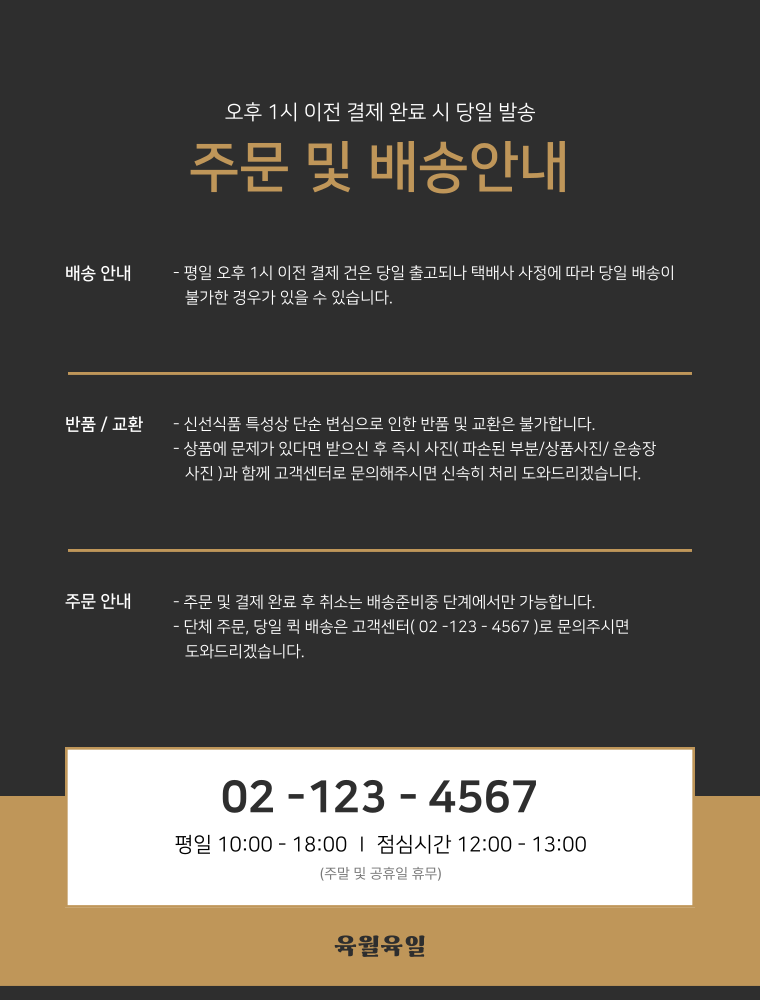 오후 1시 이전 결제 완료 시 당일 발송
주문 및 배송안내
배송 안내
- 평일 오후 1시 이전 결제 건은 당일 출고되나 택배사 사정에 따라 당일 배송이
불가한 경우가 있을 수 있습니다.
반품 / 교환
- 신선식품 특성상 단순 변심으로 인한 반품 및 교환은 불가합니다.
- 상품에 문제가 있다면 받으신 후 즉시 사진( 파손된 부분/상품사진/ 운송장
사진 )과 함께 고객센터로 문의해주시면 신속히 처리 도와드리겠습니다.
주문 안내
- 주문 및 결제 완료 후 취소는 배송준비중 단계에서만 가능합니다.
- 단체 주문, 당일 퀵 배송은 고객센터( 02 -123 - 4567 )로 문의주시면
도와드리겠습니다.
02 -123 - 4567
평일 10:00 - 18:00 ㅣ 점심시간 12:00 - 13:00
(주말 및 공휴일 휴무)
육월육일